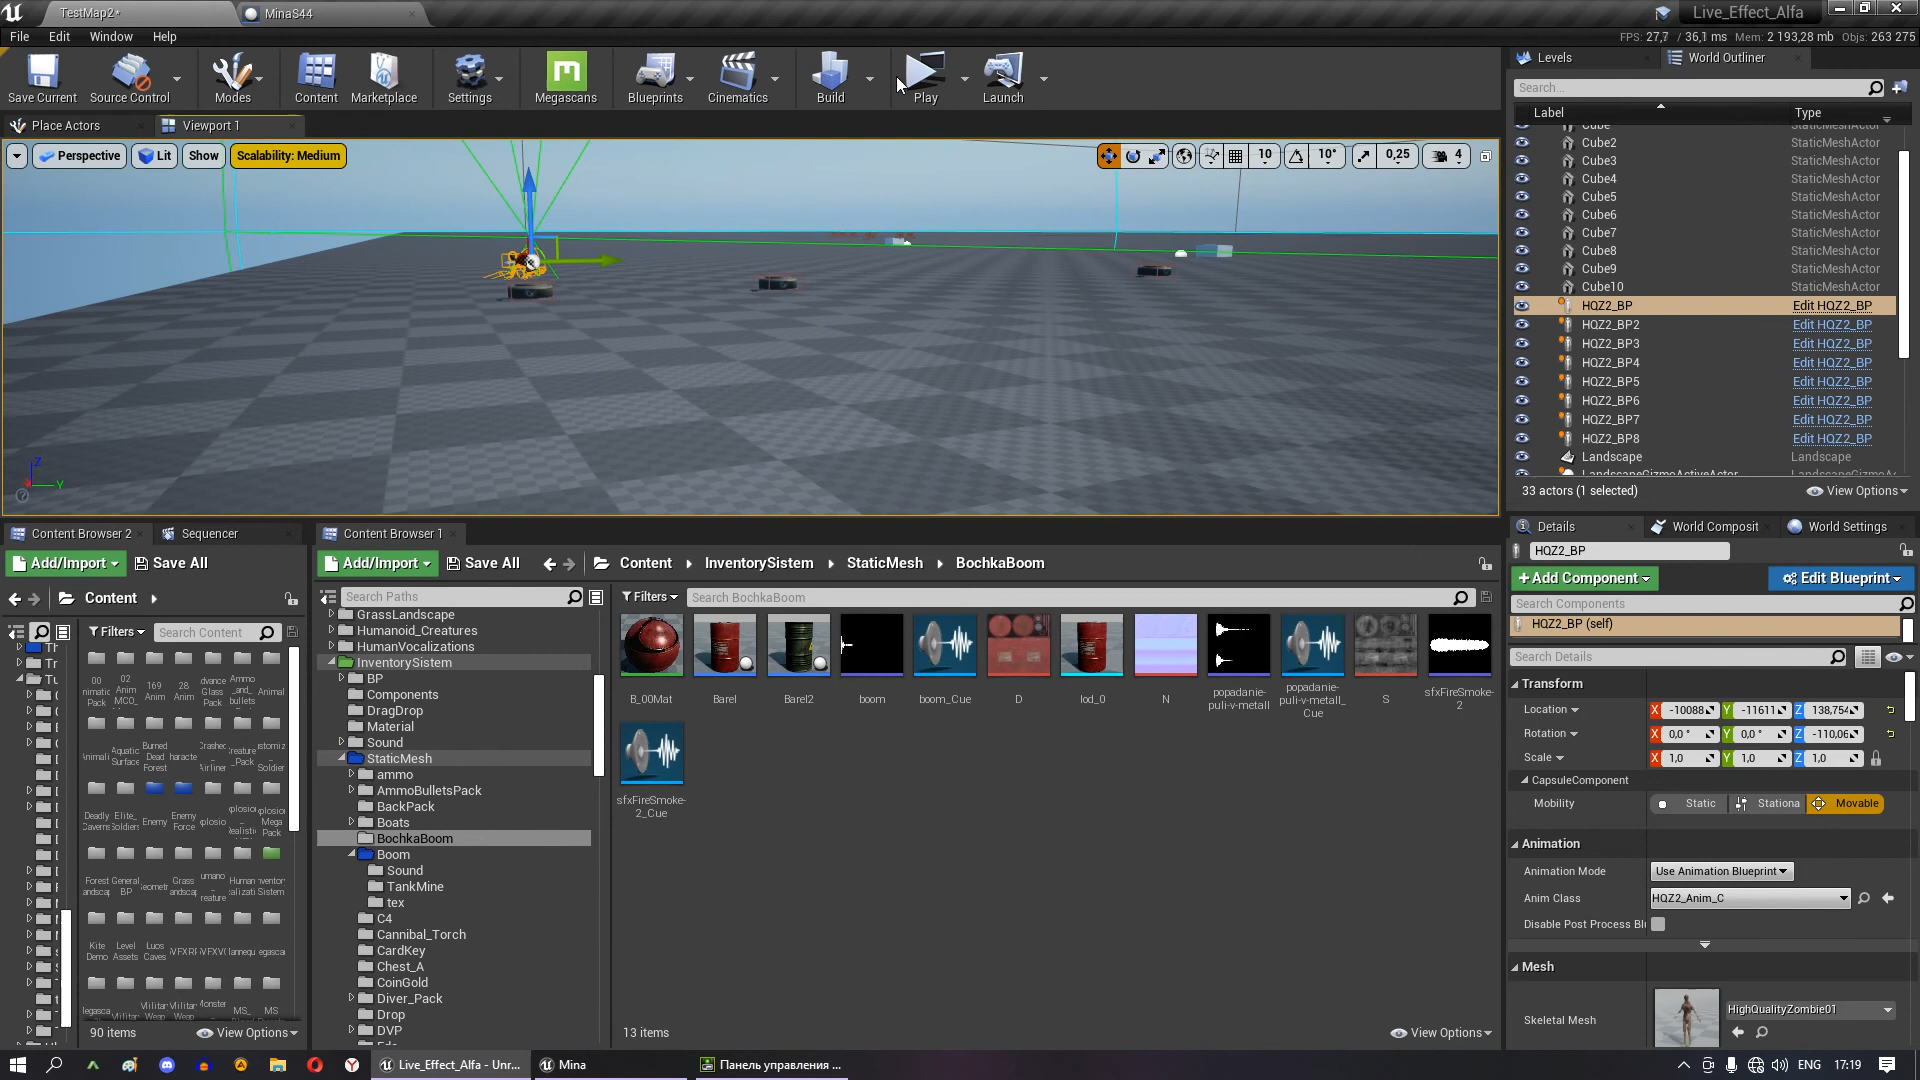 TestMap2*
MinaS44
Live_Effect_Alfa
File Edit Window Help
FPS: 27,7 / 36,1 ms Mem: 2 193,28 mb Objs: 263 275
Save Current
Source Control
Modes
Content
Marketplace
Settings
Megascans
Blueprints
Cinematics
Build
Play
Launch
Levels
World Outliner
Search...
Label
Type
Place Actors
Viewport 1
Perspective
Lit
Show
Scalability: Medium
10
10°
0,25
4
Cube StaticMeshActor
Cube2 StaticMeshActor
Cube3 StaticMeshActor
Cube4 StaticMeshActor
Cube5 StaticMeshActor
Cube6 StaticMeshActor
Cube7 StaticMeshActor
Cube8 StaticMeshActor
Cube9 StaticMeshActor
Cube10 StaticMeshActor
HQZ2_BP Edit HQZ2_BP
HQZ2_BP2 Edit HQZ2_BP
HQZ2_BP3 Edit HQZ2_BP
HQZ2_BP4 Edit HQZ2_BP
HQZ2_BP5 Edit HQZ2_BP
HQZ2_BP6 Edit HQZ2_BP
HQZ2_BP7 Edit HQZ2_BP
HQZ2_BP8 Edit HQZ2_BP
Landscape Landscape
LandscapeGizmoActiveActor
33 actors (1 selected)
View Options
Z
Y
Content Browser 2
Sequencer
Add/Import
Save All
Content
Filters
Search Content
90 items
View Options
Content Browser 1
Add/Import
Save All
Content
InventorySistem
StaticMesh
BochkaBoom
Search Paths
GrassLandscape
Humanoid_Creatures
HumanVocalizations
InventorySistem
BP
Components
DragDrop
Material
Sound
StaticMesh
ammo
AmmoBulletsPack
BackPack
Boats
BochkaBoom
Boom
Sound
TankMine
tex
C4
Cannibal_Torch
CardKey
Chest_A
CoinGold
Diver_Pack
Drop
DVP
Filters
Search BochkaBoom
B_00Mat
Barel
Barel2
boom
boom_Cue
D
lod_0
N
popadanie-puli-v-metall
popadanie-puli-v-metall_Cue
S
sfxFireSmoke-2
sfxFireSmoke-2_Cue
13 items
View Options
Details
World Composit
World Settings
HQZ2_BP
+Add Component
Edit Blueprint
Search Components
HQZ2_BP (self)
Search Details
Transform
Location X -10088 Y -11611 Z 138,754
Rotation X 0,0 ° Y 0,0 ° Z -110,06
Scale X 1,0 Y 1,0 Z 1,0
CapsuleComponent
Mobility Static Stationa Movable
Animation
Animation Mode Use Animation Blueprint
Anim Class HQZ2_Anim_C
Disable Post Process Bl
Mesh
Skeletal Mesh
HighQualityZombie01
Live_Effect_Alfa - Unr...
Mina
Панель управления ...
ENG
17:19